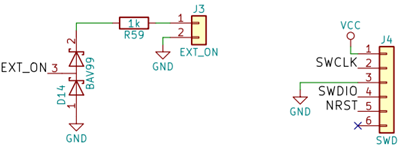 J3
1k
R59
1
2
EXT_ON
GND
2
EXT_ON 3
BAV99
D14
1
GND
VCC
J4
1
SWCLK 2
3
SWDIO 4
NRST 5
6
GND
SWD